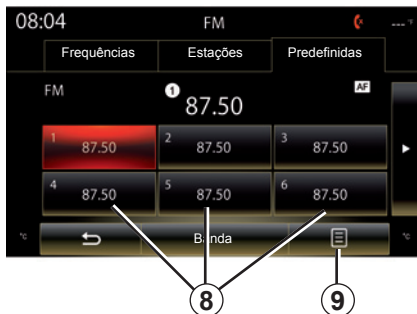 08:04 FM --- °F
Frequências Estações Predefinidas
FM 1 87.50 AF
1 87.50 2 87.50 3 87.50
4 87.50 5 87.50 6 87.50
°C Banda °C
8 9